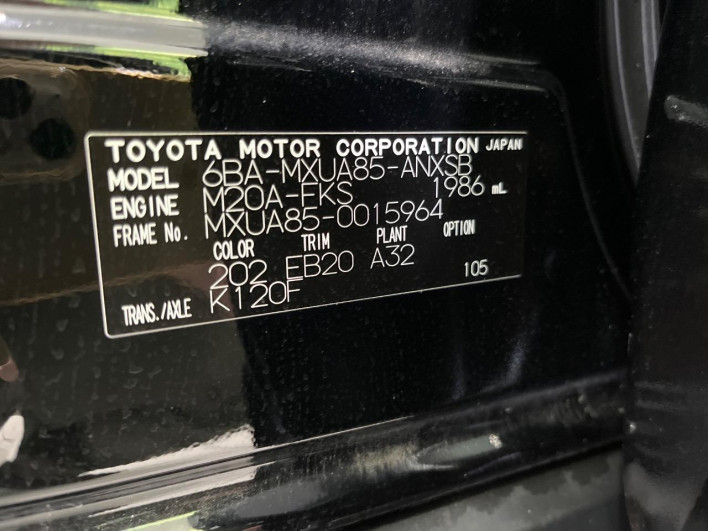 TOYOTA MOTOR CORPORATION JAPAN
MODEL 6BA-MXUA85-ANXSB
ENGINE M20A-FKS 1986 mL
FRAME No. MXUA85-0015964
COLOR TRIM PLANT OPTION
202 EB20 A32 105
TRANS./AXLE K120F